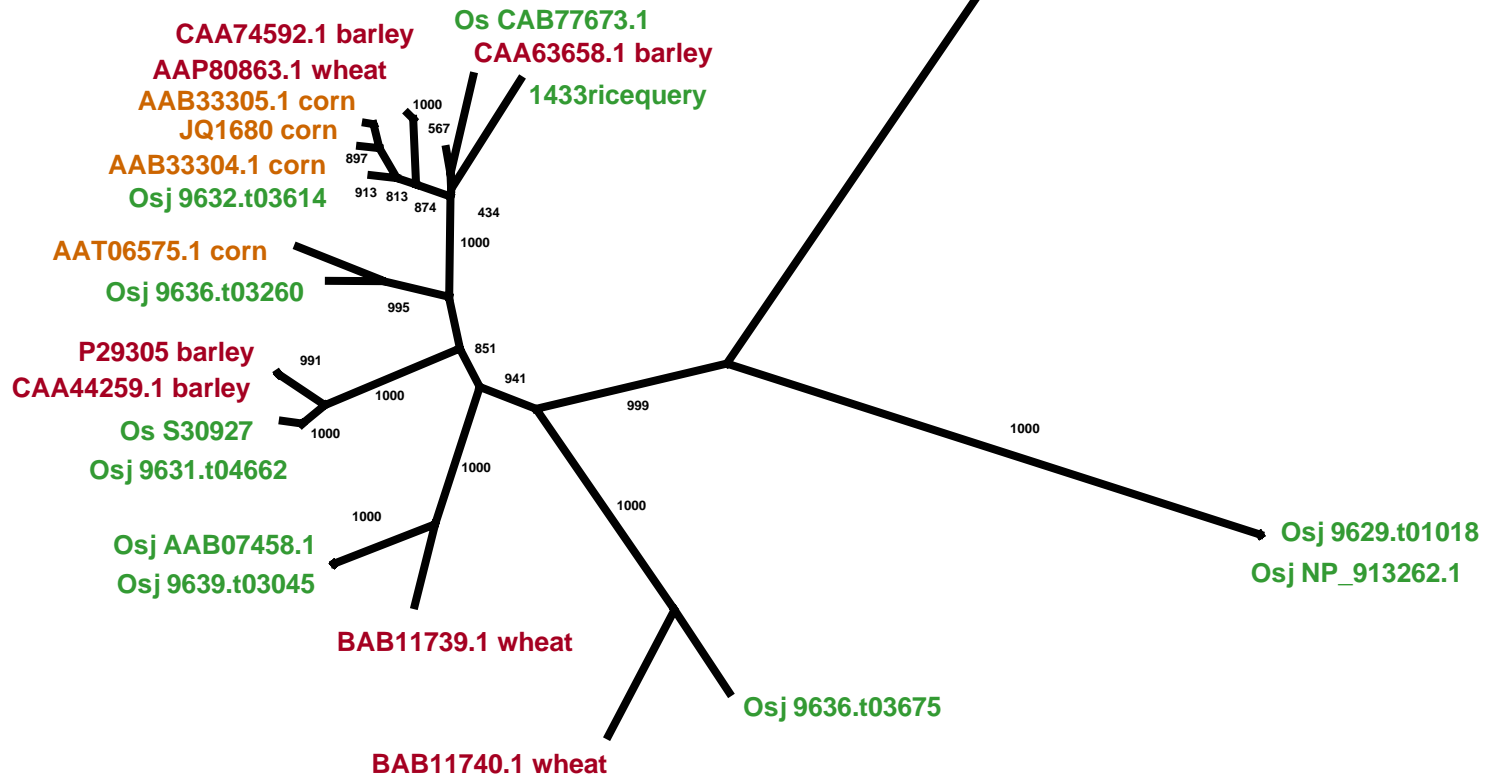 Os CAB77673.1
CAA74592.1 barley
CAA63658.1 barley
AAP80863.1 wheat
1433ricequery
AAB33305.1 corn
1000
567
JQ1680 corn
897
AAB33304.1 corn
913
813
874
Osj 9632.t03614
434
1000
AAT06575.1 corn
Osj 9636.t03260
995
P29305 barley
991
851
CAA44259.1 barley
941
1000
999
Os S30927
1000
1000
Osj 9631.t04662
1000
1000
1000
Osj 9629.t01018
Osj AAB07458.1
Osj NP_913262.1
Osj 9639.t03045
BAB11739.1 wheat
Osj 9636.t03675
BAB11740.1 wheat